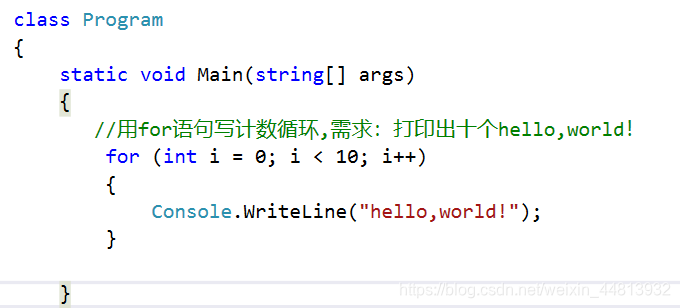 class Program
{
    static void Main(string[] args)
    {
       //用for语句写计数循环,需求：打印出十个hello,world!
        for (int i = 0; i < 10; i++)
        {
            Console.WriteLine("hello,world!");
        }
    }
https://blog.csdn.net/weixin_44813932